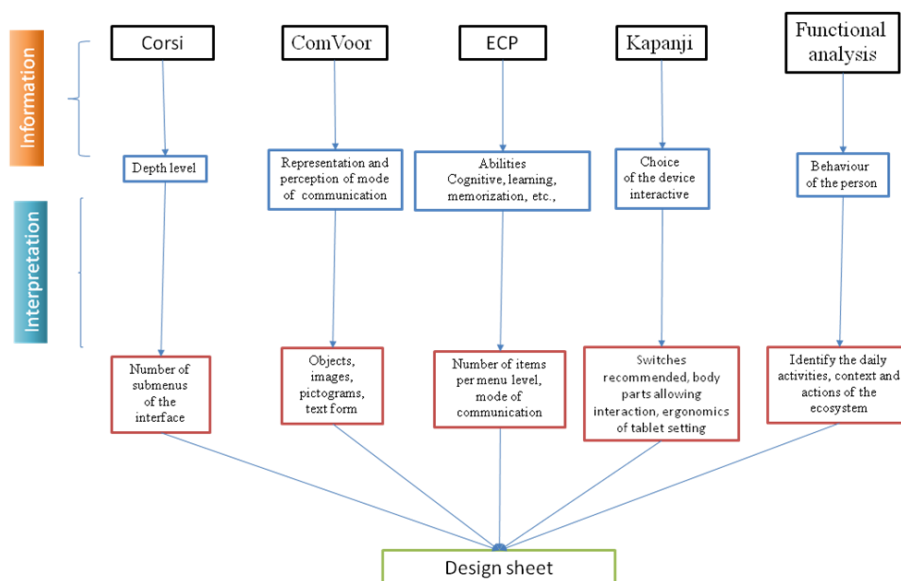 Information
Interpretation
Corsi
ComVoor
ECP
Kapanji
Functional
analysis
Depth level
Representation and
perception of mode
of communication
Abilities
Cognitive, learning,
memorization, etc.,
Choice
of the device
interactive
Behaviour
of the person
Number of
submenus
of the interface
Objects,
images,
pictograms,
text form
Number of items
per menu level,
mode of
communication
Switches
recommended, body
parts allowing
interaction, ergonomics
of tablet setting
Identify the daily
activities, context and
actions of the
ecosystem
Design sheet